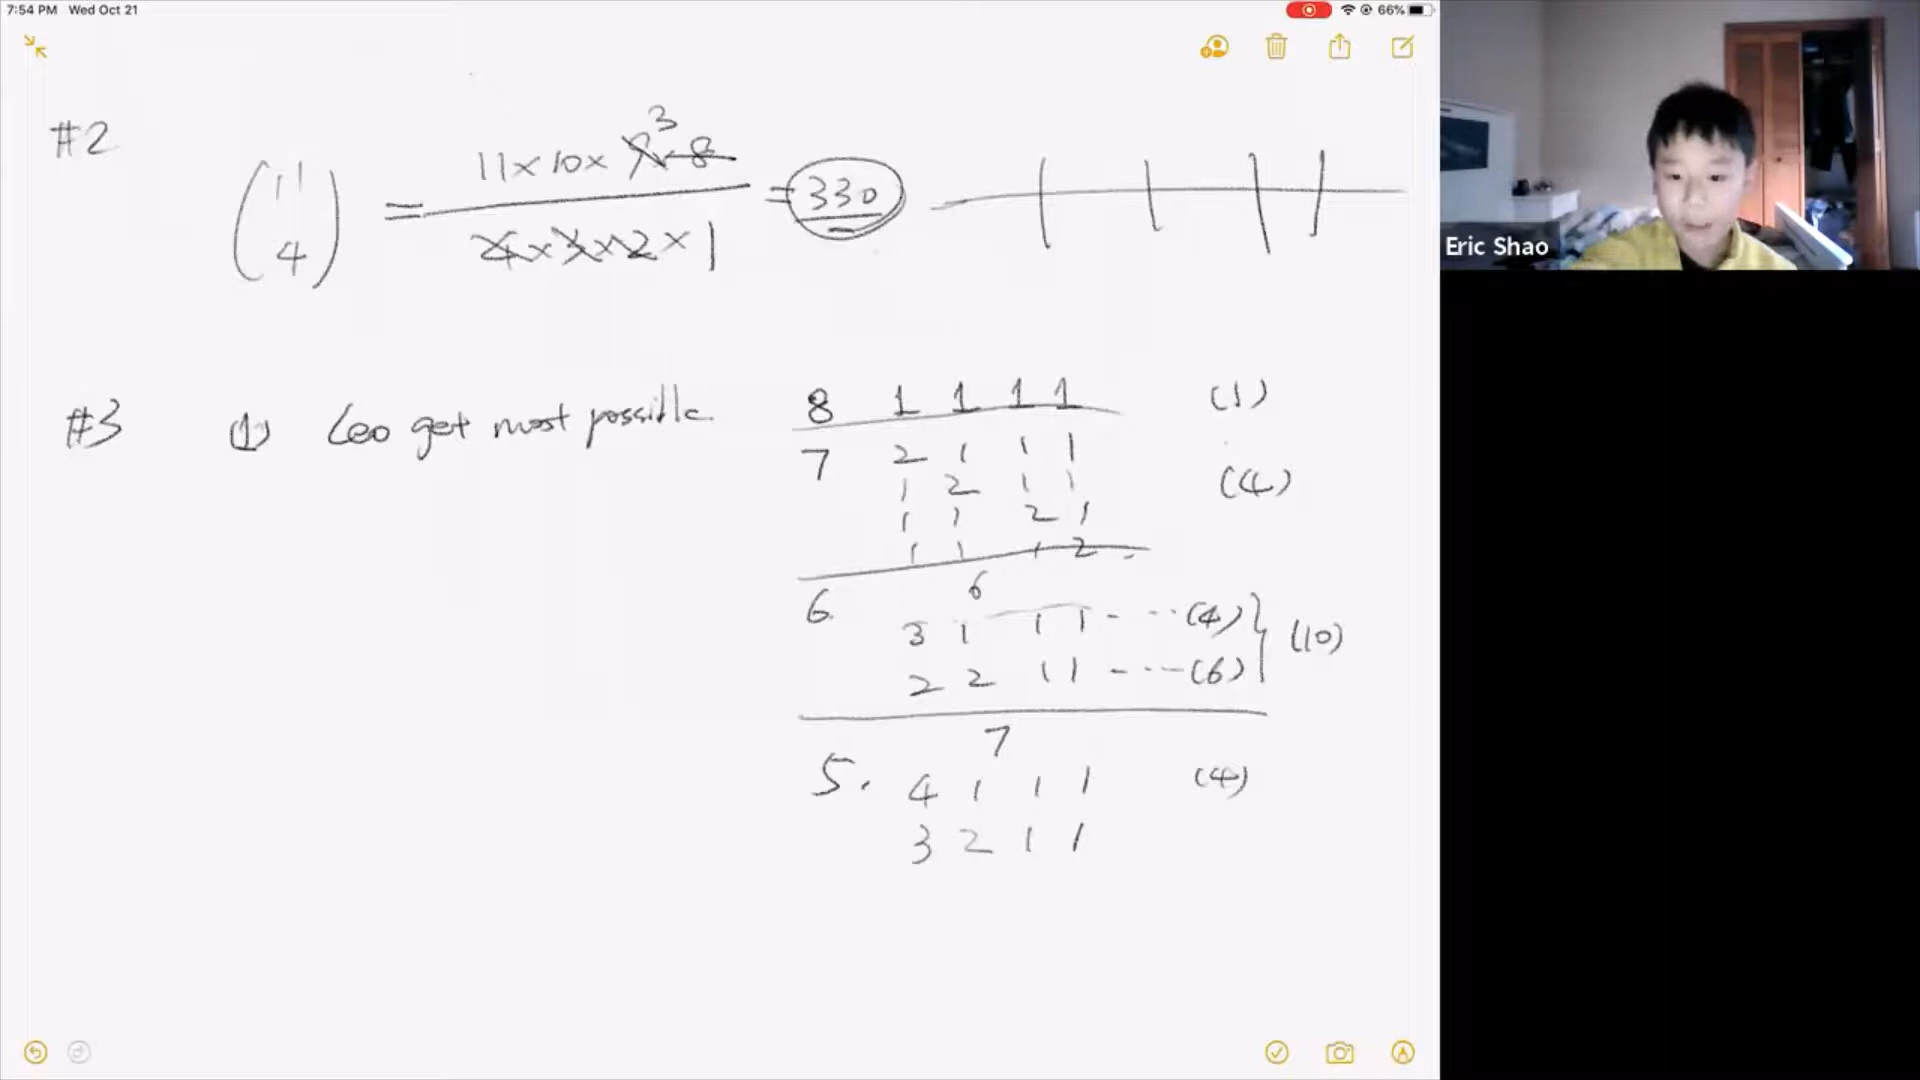 7:54 PM Wed Oct 21
66%
#2
(11 4) = 11×10×9×8 3 / 4×3×2×1 = 330
Eric Shao
#3 (1) Leo get most possible.
8 1 1 1 1 (1)
7 2 1 1 1
1 2 1 1 (4)
1 1 2 1
1 1 1 2
6
6 3 1 1 1 - ... (4)
2 2 1 1 - ... (6) } (10)
7
5. 4 1 1 1 (4)
3 2 1 1